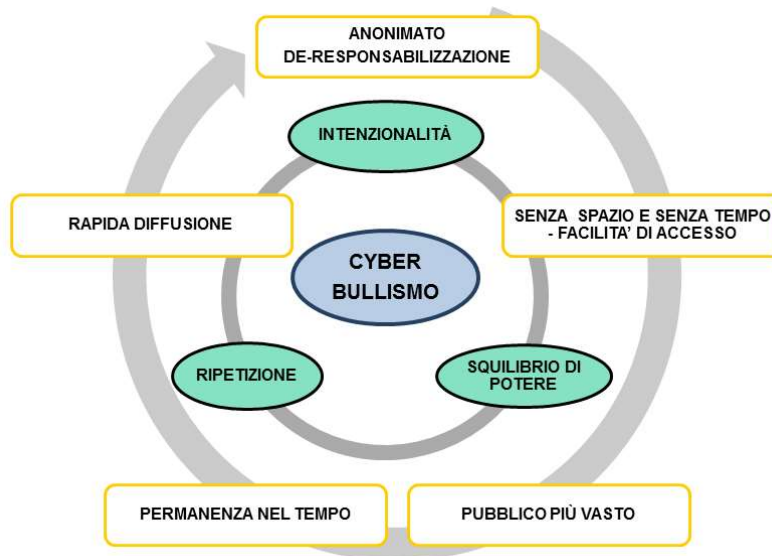 ANONIMATO
DE-RESPONSABILIZZAZIONE
INTENZIONALITÀ
RAPIDA DIFFUSIONE
SENZA SPAZIO E SENZA TEMPO
- FACILITA' DI ACCESSO
CYBER
BULLISMO
RIPETIZIONE
SQUILIBRIO DI
POTERE
PERMANENZA NEL TEMPO
PUBBLICO PIÙ VASTO